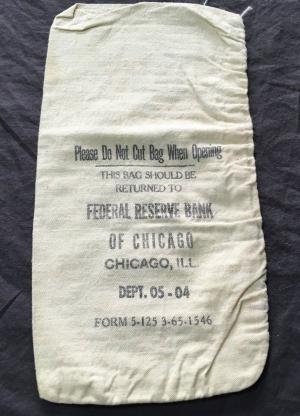 Please Do Not Cut Bag When Opening
THIS BAG SHOULD BE
RETURNED TO
FEDERAL RESERVE BANK
OF CHICAGO
CHICAGO, ILL.
DEPT. 05-04
FORM 5-125 3-65-1546